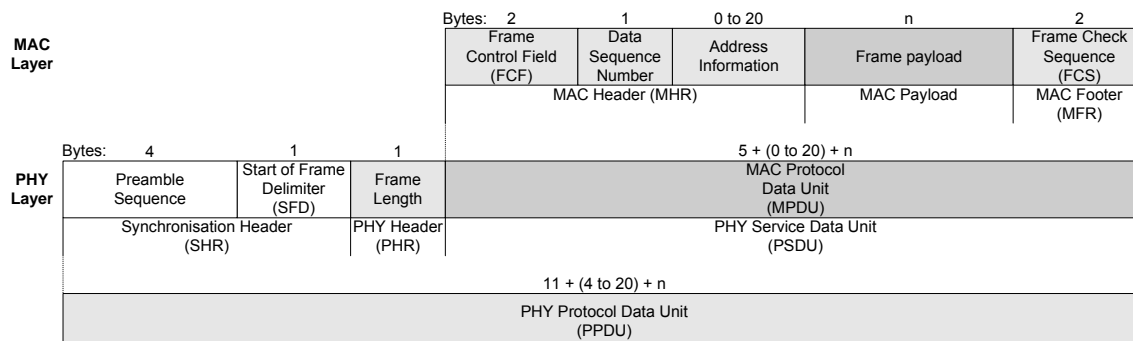 Bytes: 2 1 0 to 20 n 2
MAC
Layer
Frame
Control Field
(FCF)
Data
Sequence
Number
Address
Information
Frame payload
Frame Check
Sequence
(FCS)
MAC Header (MHR)
MAC Payload
MAC Footer
(MFR)
Bytes: 4 1 1 5 + (0 to 20) + n
PHY
Layer
Preamble
Sequence
Start of Frame
Delimiter
(SFD)
Frame
Length
MAC Protocol
Data Unit
(MPDU)
Synchronisation Header
(SHR)
PHY Header
(PHR)
PHY Service Data Unit
(PSDU)
11 + (4 to 20) + n
PHY Protocol Data Unit
(PPDU)